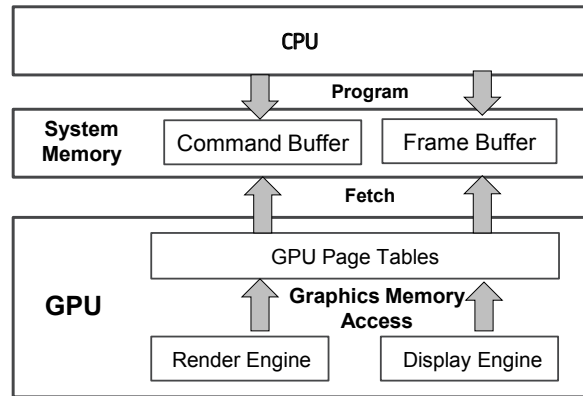 CPU
Program
System
Memory
Command Buffer
Frame Buffer
Fetch
GPU
GPU Page Tables
Graphics Memory
Access
Render Engine
Display Engine